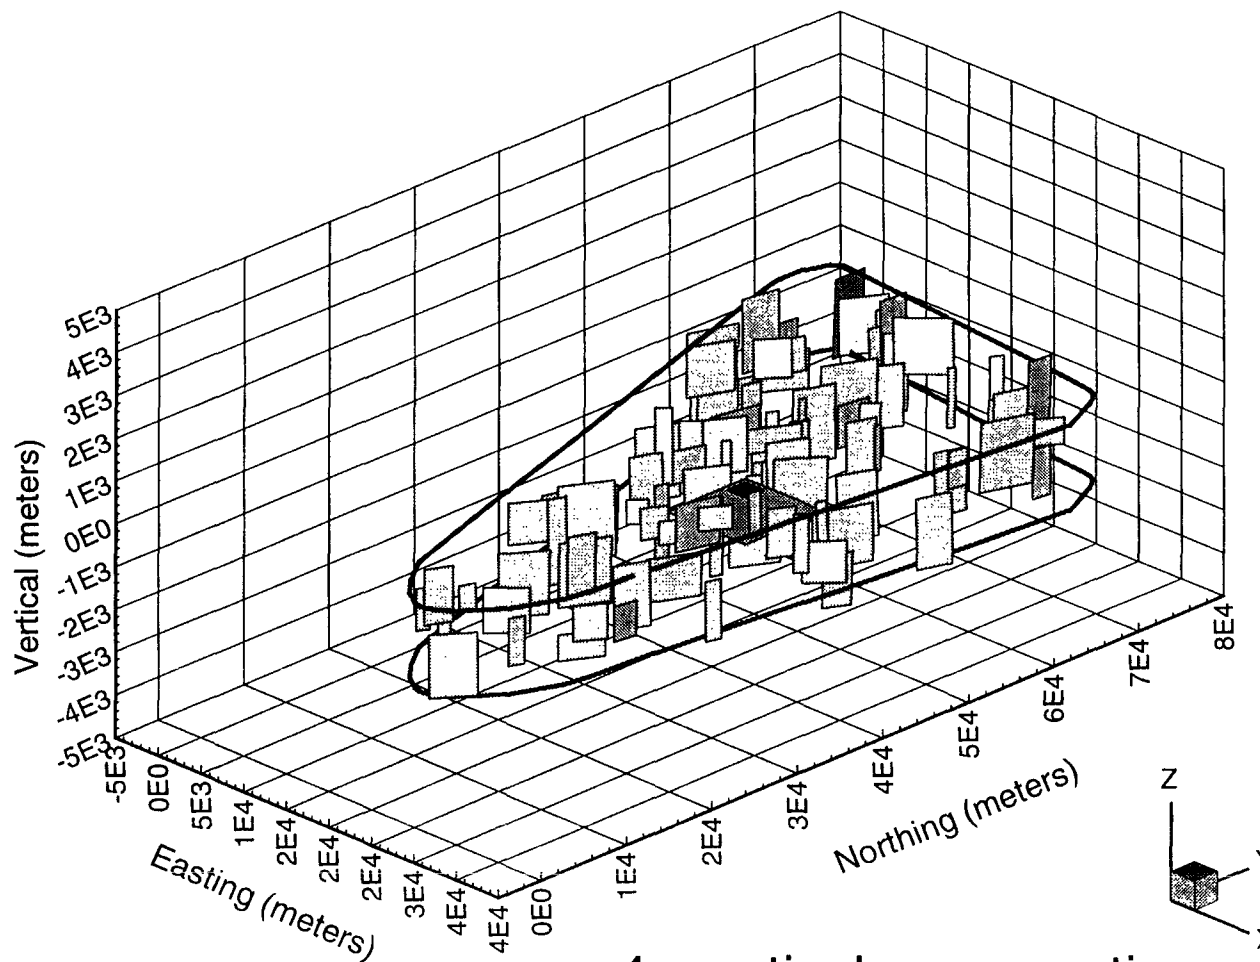 Vertical (meters)
5E3
4E3
3E3
2E3
1E3
0E0
-1E3
-2E3
-3E3
-4E3
-5E3
-5E3
0E0
5E3
1E4
2E4
2E4
2E4
3E4
4E4
4E4
Easting (meters)
0E0
1E4
2E4
3E4
4E4
5E4
6E4
7E4
8E4
Northing (meters)
Z